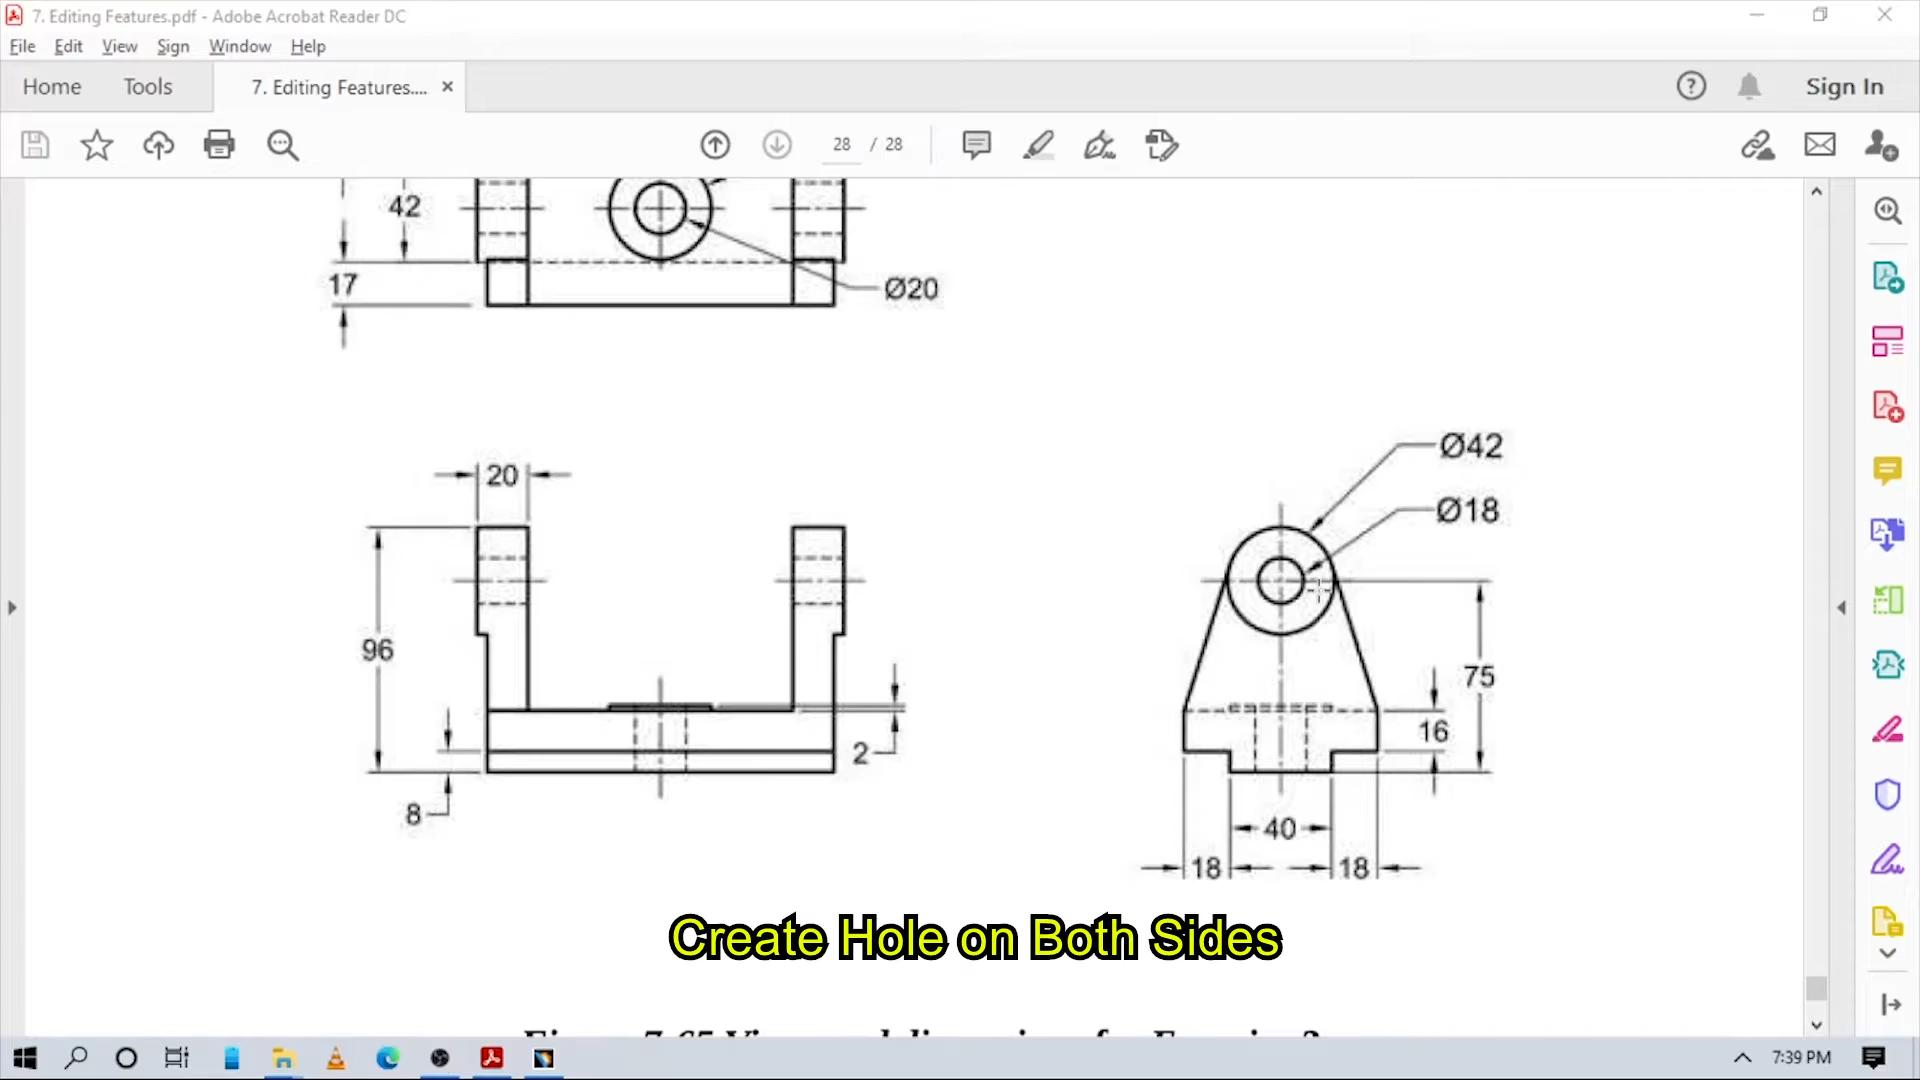 7. Editing Features.pdf - Adobe Acrobat Reader DC
File Edit View Sign Window Help
Home Tools 7. Editing Features.... × Sign In
28 / 28
42
17
Ø20
Ø42
20
Ø18
96
75
16
2
8
40
18 18
Create Hole on Both Sides
7:39 PM